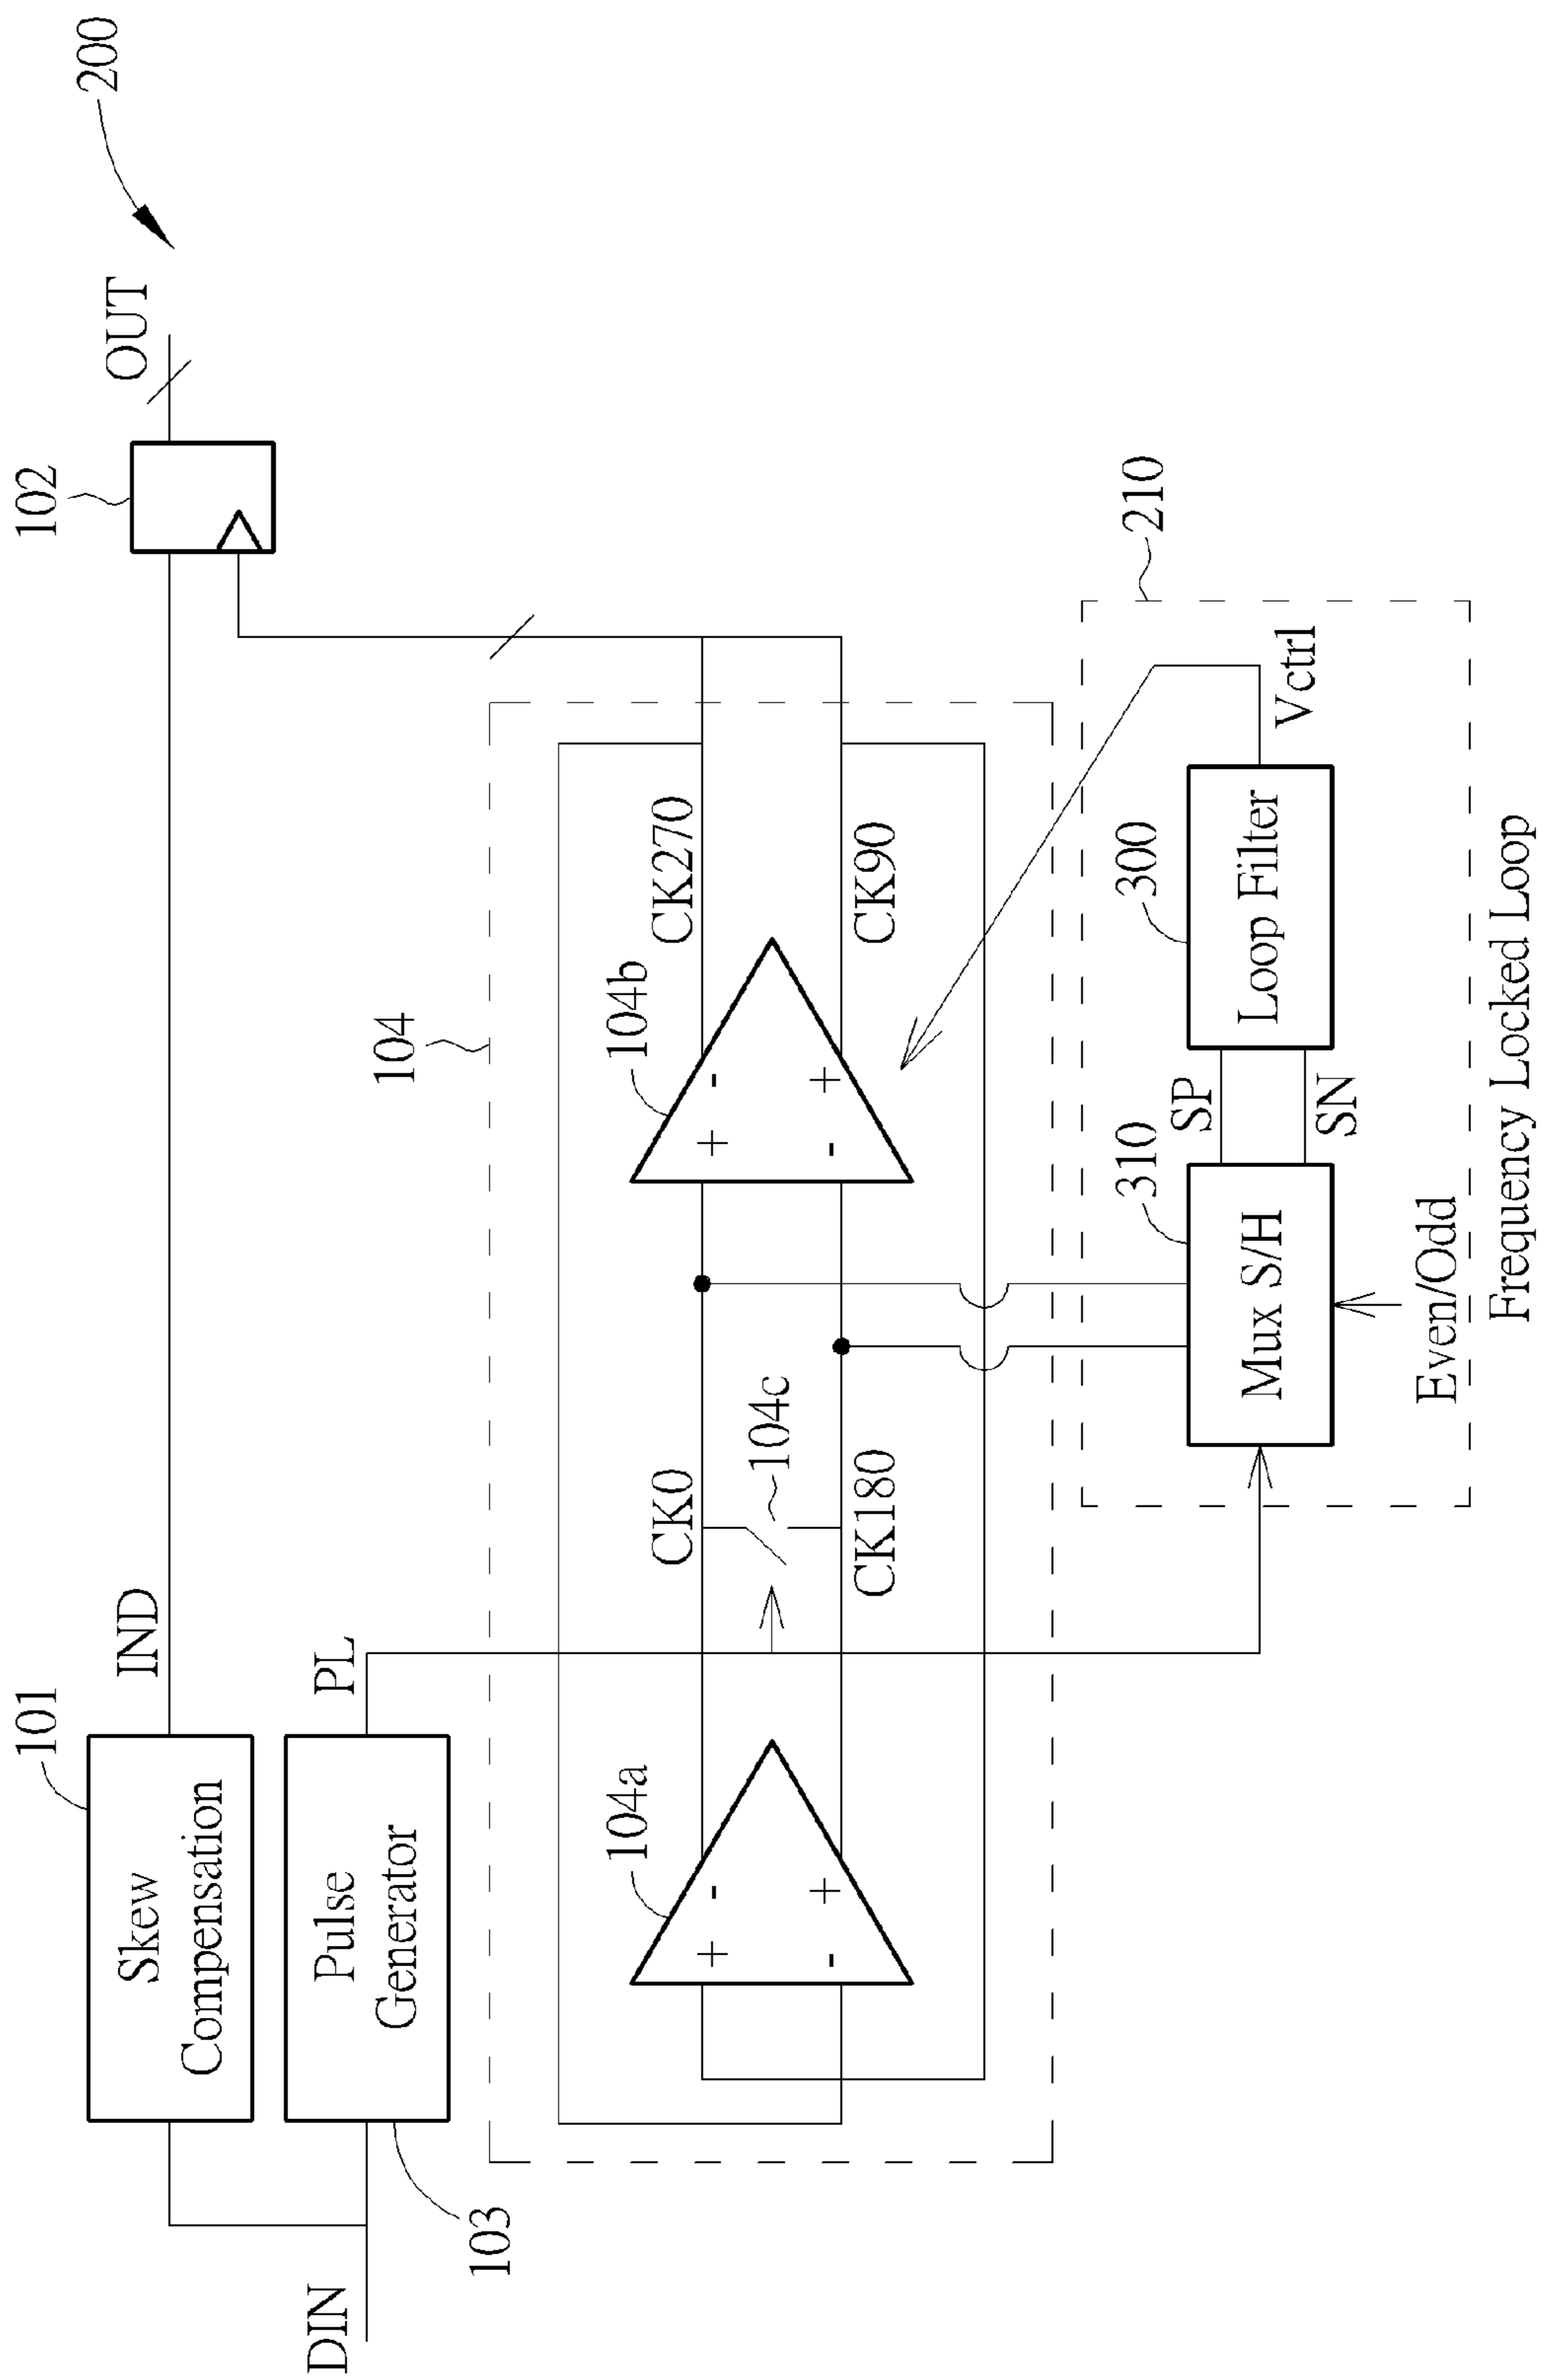 200
OUT
102
101
IND
Skew
Compensation
PL
Pulse
Generator
103
DIN
104
104a
+
-
-
+
CK0
104c
CK180
104b
+
-
-
+
CK270
CK90
210
310
Mux S/H
SP
SN
300
Loop Filter
Vctrl
Even/Odd
Frequency Locked Loop